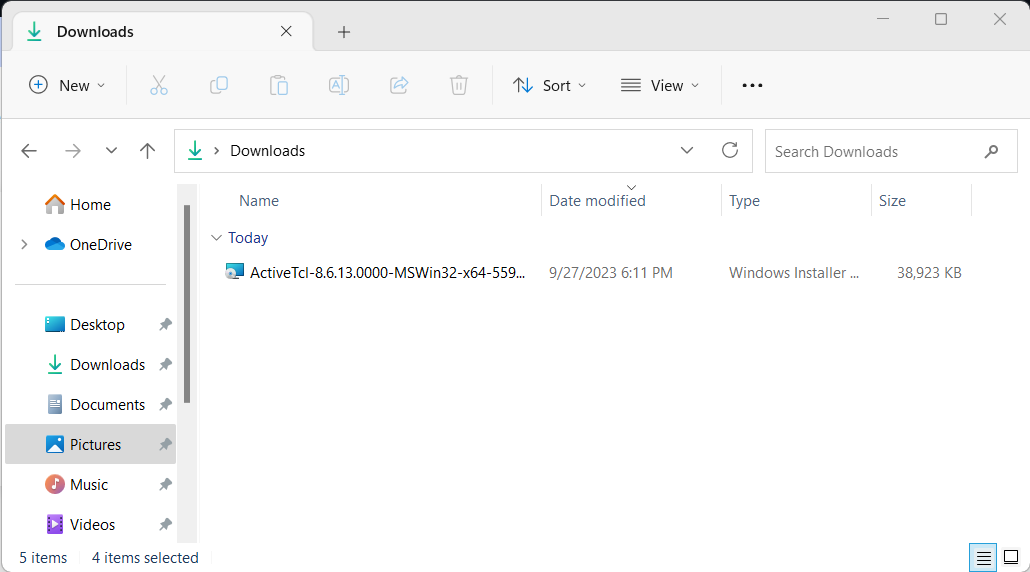 Downloads
New Sort View
Downloads Search Downloads
Name Date modified Type Size
Home
OneDrive
Desktop
Downloads
Documents
Pictures
Music
Videos
Today
ActiveTcl-8.6.13.0000-MSWin32-x64-559... 9/27/2023 6:11 PM Windows Installer ... 38,923 KB
5 items 4 items selected